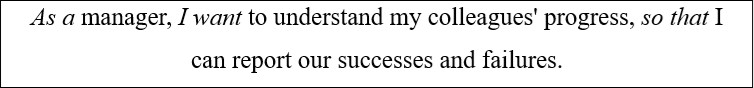 As a manager, I want to understand my colleagues' progress, so that I
can report our successes and failures.